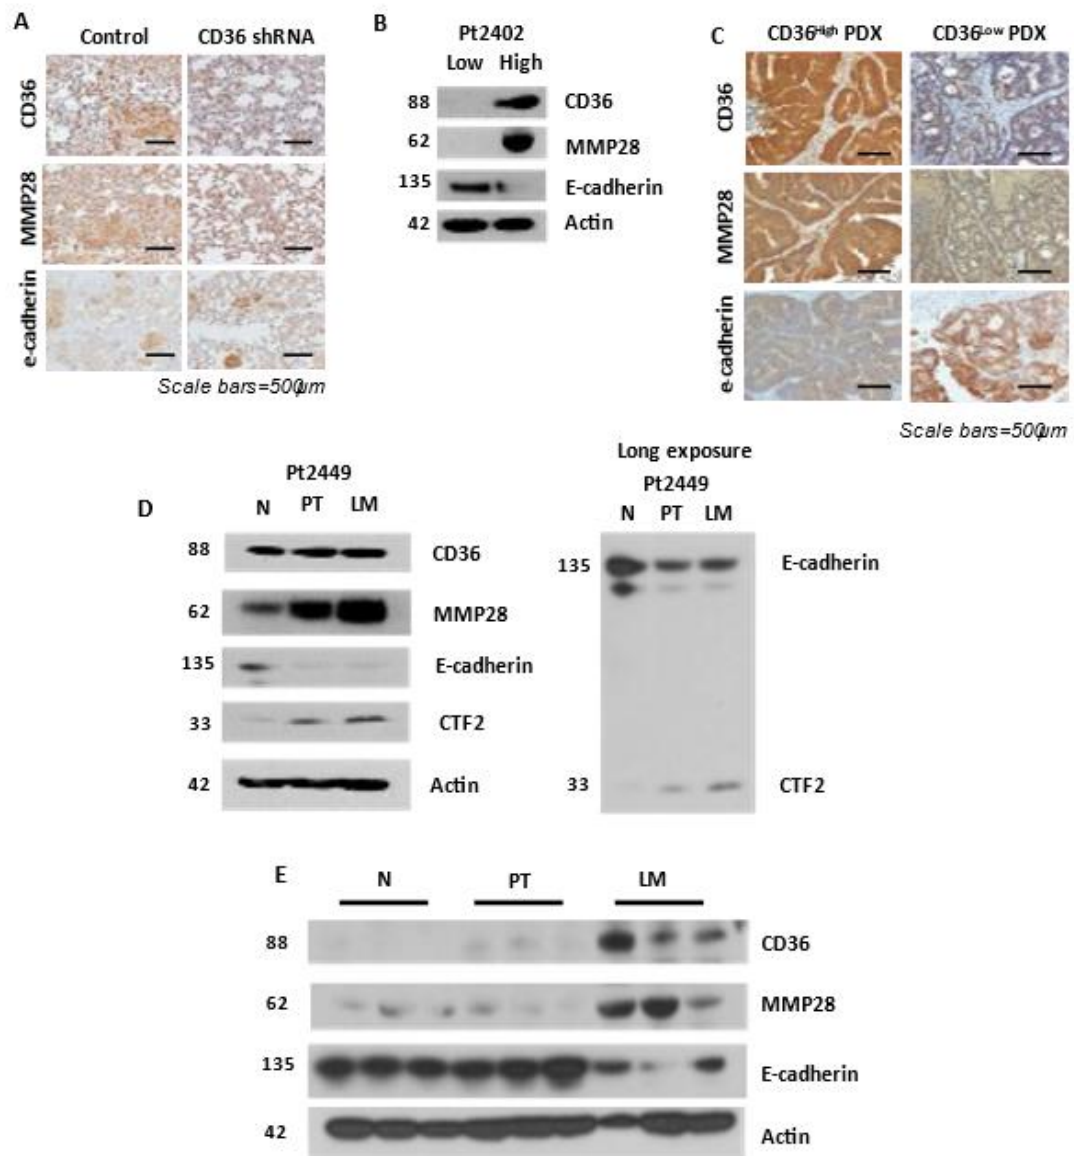 A
Control CD36 shRNA
CD36
MMP28
e-cadherin
Scale bars=500µm
B
Pt2402
Low High
88 CD36
62 MMP28
135 E-cadherin
42 Actin
C
CD36High PDX CD36Low PDX
CD36
MMP28
e-cadherin
Scale bars=500µm
D
Pt2449
N PT LM
88 CD36
62 MMP28
135 E-cadherin
33 CTF2
42 Actin
Long exposure
Pt2449
N PT LM
135 E-cadherin
33 CTF2
E
N PT LM
88 CD36
62 MMP28
135 E-cadherin
42 Actin